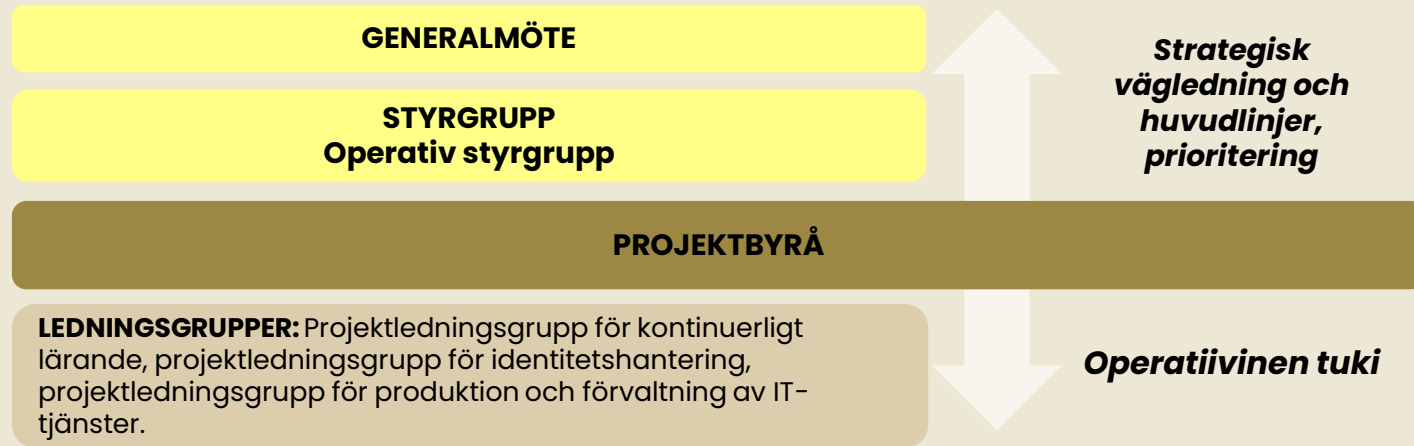 GENERALMÖTE
STYRGRUPP
Operativ styrgrupp
Strategisk
vägledning och
huvudlinjer,
prioritering
PROJEKTBYRÅ
LEDNINGSGRUPPER: Projektledningsgrupp för kontinuerligt
lärande, projektledningsgrupp för identitetshantering,
projektledningsgrupp för produktion och förvaltning av IT-
tjänster.
Operatiivinen tuki